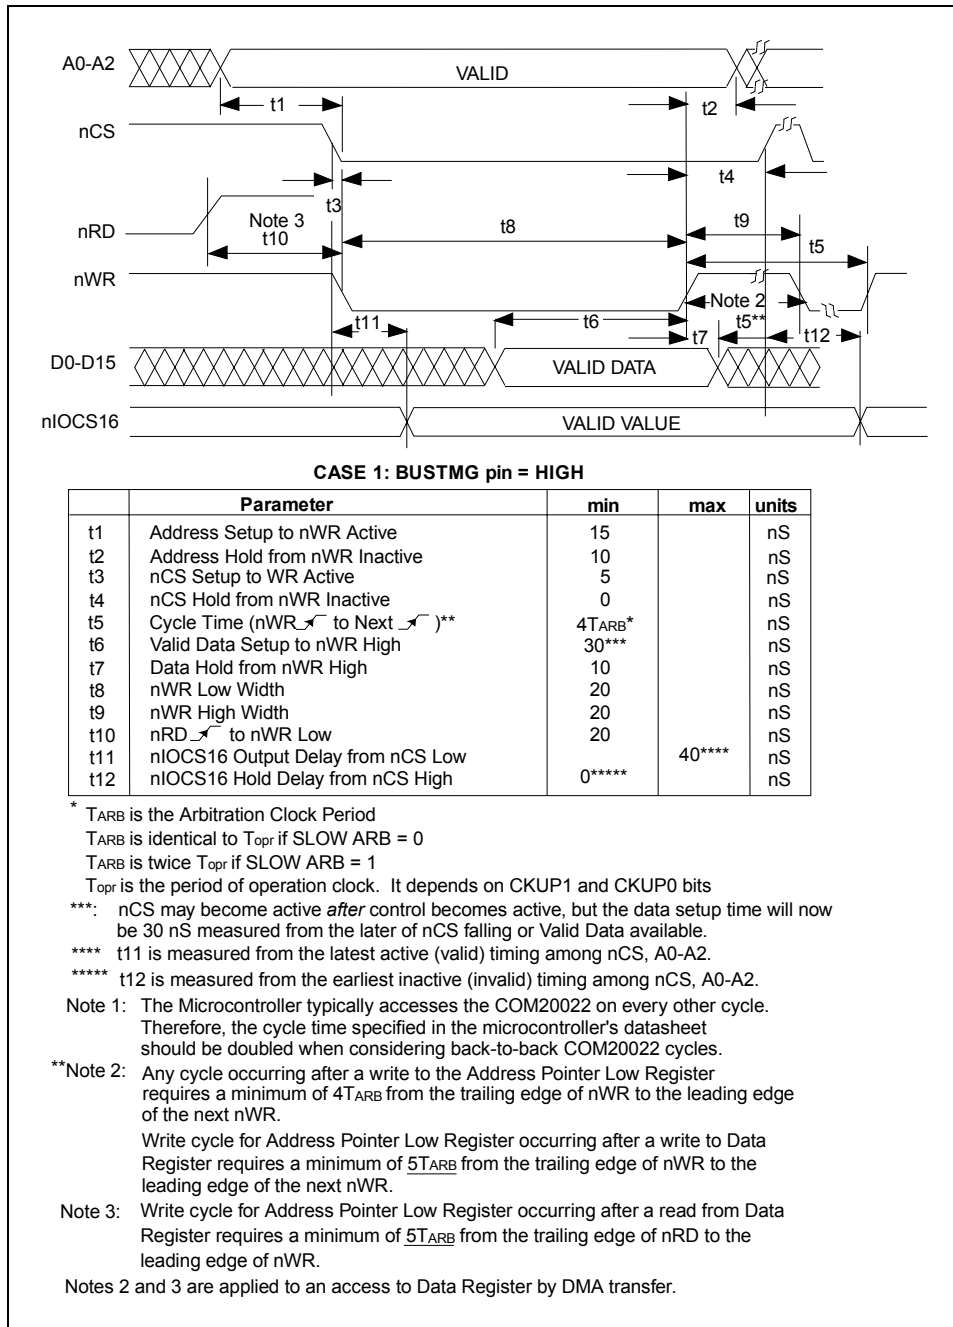 A0-A2
VALID
t1
t2
nCS
t4
t3
nRD
Note 3
t10
t8
t9
t5
nWR
Note 2
t5**
t11
t6
t7
t12
D0-D15
VALID DATA
nIOCS16
VALID VALUE
CASE 1: BUSTMG pin = HIGH
Parameter min max units
t1 Address Setup to nWR Active 15 nS
t2 Address Hold from nWR Inactive 10 nS
t3 nCS Setup to WR Active 5 nS
t4 nCS Hold from nWR Inactive 0 nS
t5 Cycle Time (nWR to Next )** 4TARB* nS
t6 Valid Data Setup to nWR High 30*** nS
t7 Data Hold from nWR High 10 nS
t8 nWR Low Width 20 nS
t9 nWR High Width 20 nS
t10 nRD to nWR Low 20 nS
t11 nIOCS16 Output Delay from nCS Low 40**** nS
t12 nIOCS16 Hold Delay from nCS High 0***** nS
* TARB is the Arbitration Clock Period
TARB is identical to Topr if SLOW ARB = 0
TARB is twice Topr if SLOW ARB = 1
Topr is the period of operation clock. It depends on CKUP1 and CKUP0 bits
***: nCS may become active after control becomes active, but the data setup time will now
be 30 nS measured from the later of nCS falling or Valid Data available.
**** t11 is measured from the latest active (valid) timing among nCS, A0-A2.
***** t12 is measured from the earliest inactive (invalid) timing among nCS, A0-A2.
Note 1: The Microcontroller typically accesses the COM20022 on every other cycle.
Therefore, the cycle time specified in the microcontroller's datasheet
should be doubled when considering back-to-back COM20022 cycles.
**Note 2: Any cycle occurring after a write to the Address Pointer Low Register
requires a minimum of 4TARB from the trailing edge of nWR to the leading edge
of the next nWR.
Write cycle for Address Pointer Low Register occurring after a write to Data
Register requires a minimum of 5TARB from the trailing edge of nWR to the
leading edge of the next nWR.
Note 3: Write cycle for Address Pointer Low Register occurring after a read from Data
Register requires a minimum of 5TARB from the trailing edge of nRD to the
leading edge of nWR.
Notes 2 and 3 are applied to an access to Data Register by DMA transfer.